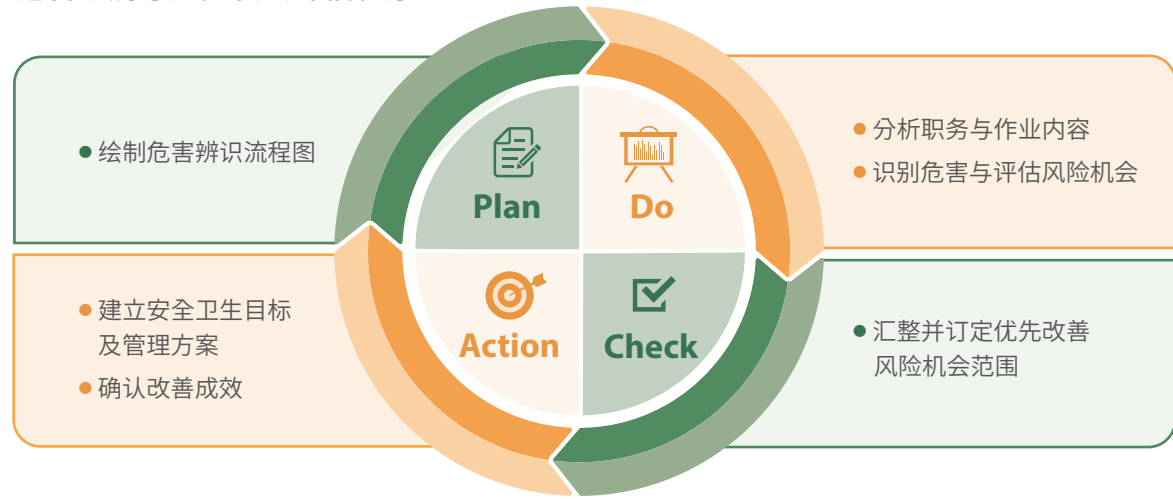 ● 绘制危害辨识流程图
Plan
Do
● 分析职务与作业内容
● 识别危害与评估风险机会
● 建立安全卫生目标
及管理方案
● 确认改善成效
Action
Check
● 汇整并订定优先改善
风险机会范围